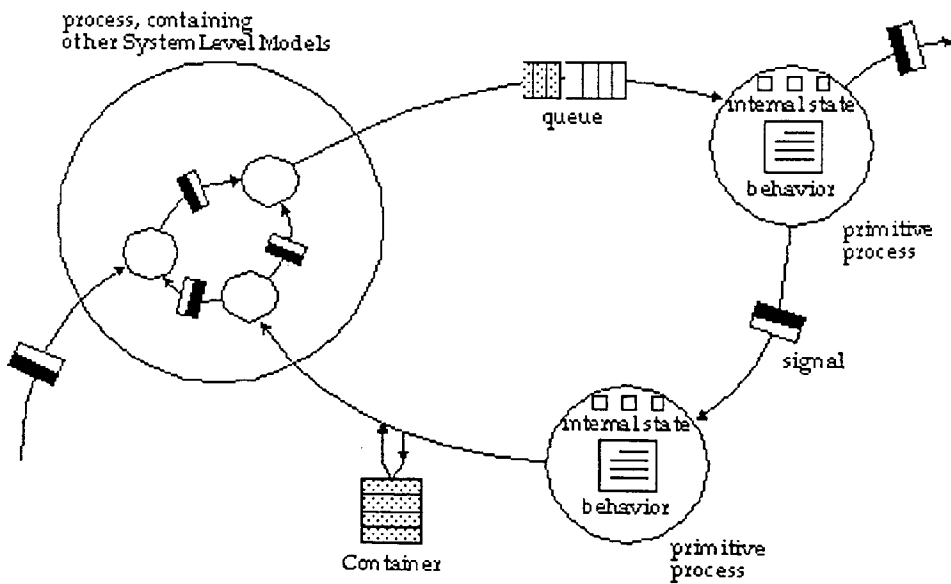 process, containing
other System Level Models
queue
internal state
behavior
primitive
process
signal
internal state
behavior
Container
primitive
process